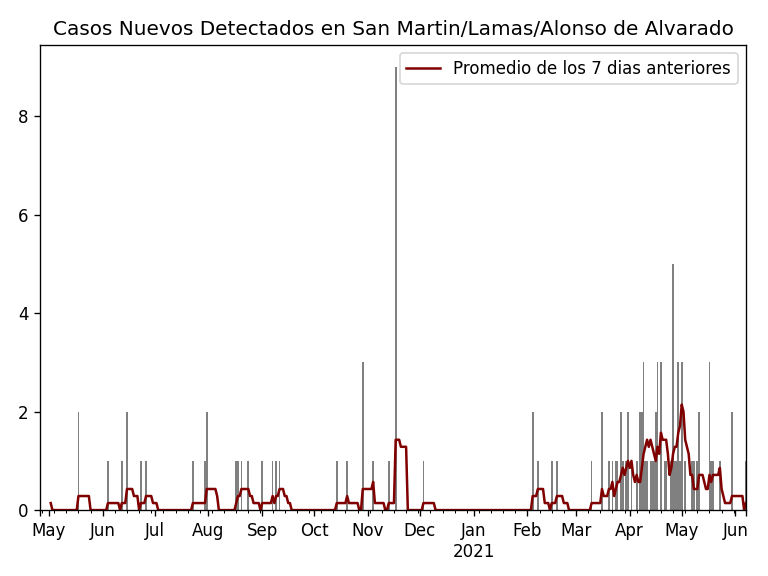 Casos Nuevos Detectados en San Martin/Lamas/Alonso de Alvarado
Promedio de los 7 dias anteriores
8
6
4
2
0
May Jun Jul Aug Sep Oct Nov Dec Jan Feb Mar Apr May Jun
2021